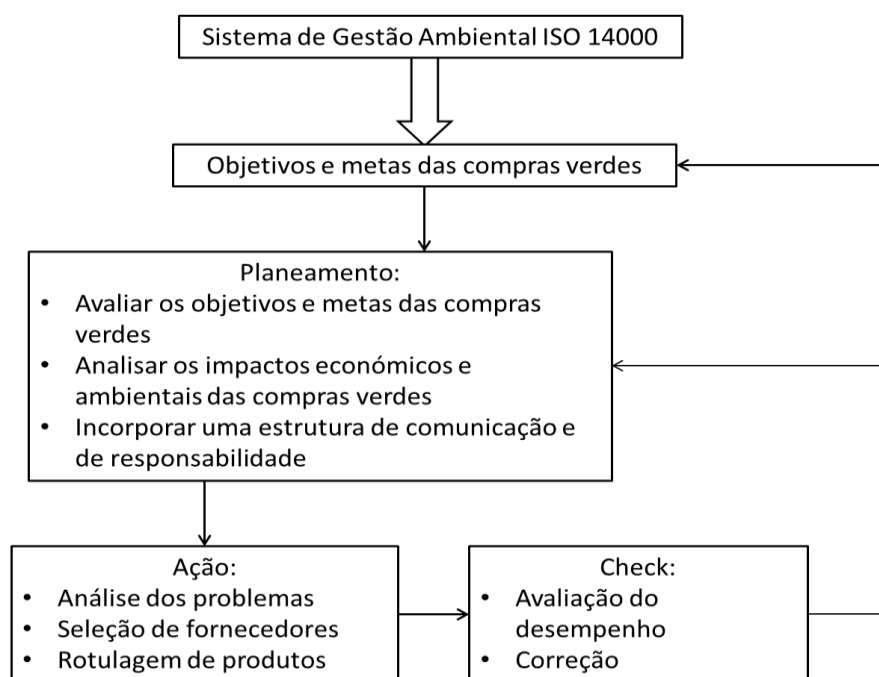 Sistema de Gestão Ambiental ISO 14000
Objetivos e metas das compras verdes
Planeamento:
• Avaliar os objetivos e metas das compras
verdes
• Analisar os impactos económicos e
ambientais das compras verdes
• Incorporar uma estrutura de comunicação e
de responsabilidade
Ação:
• Análise dos problemas
• Seleção de fornecedores
• Rotulagem de produtos
Check:
• Avaliação do
desempenho
• Correção